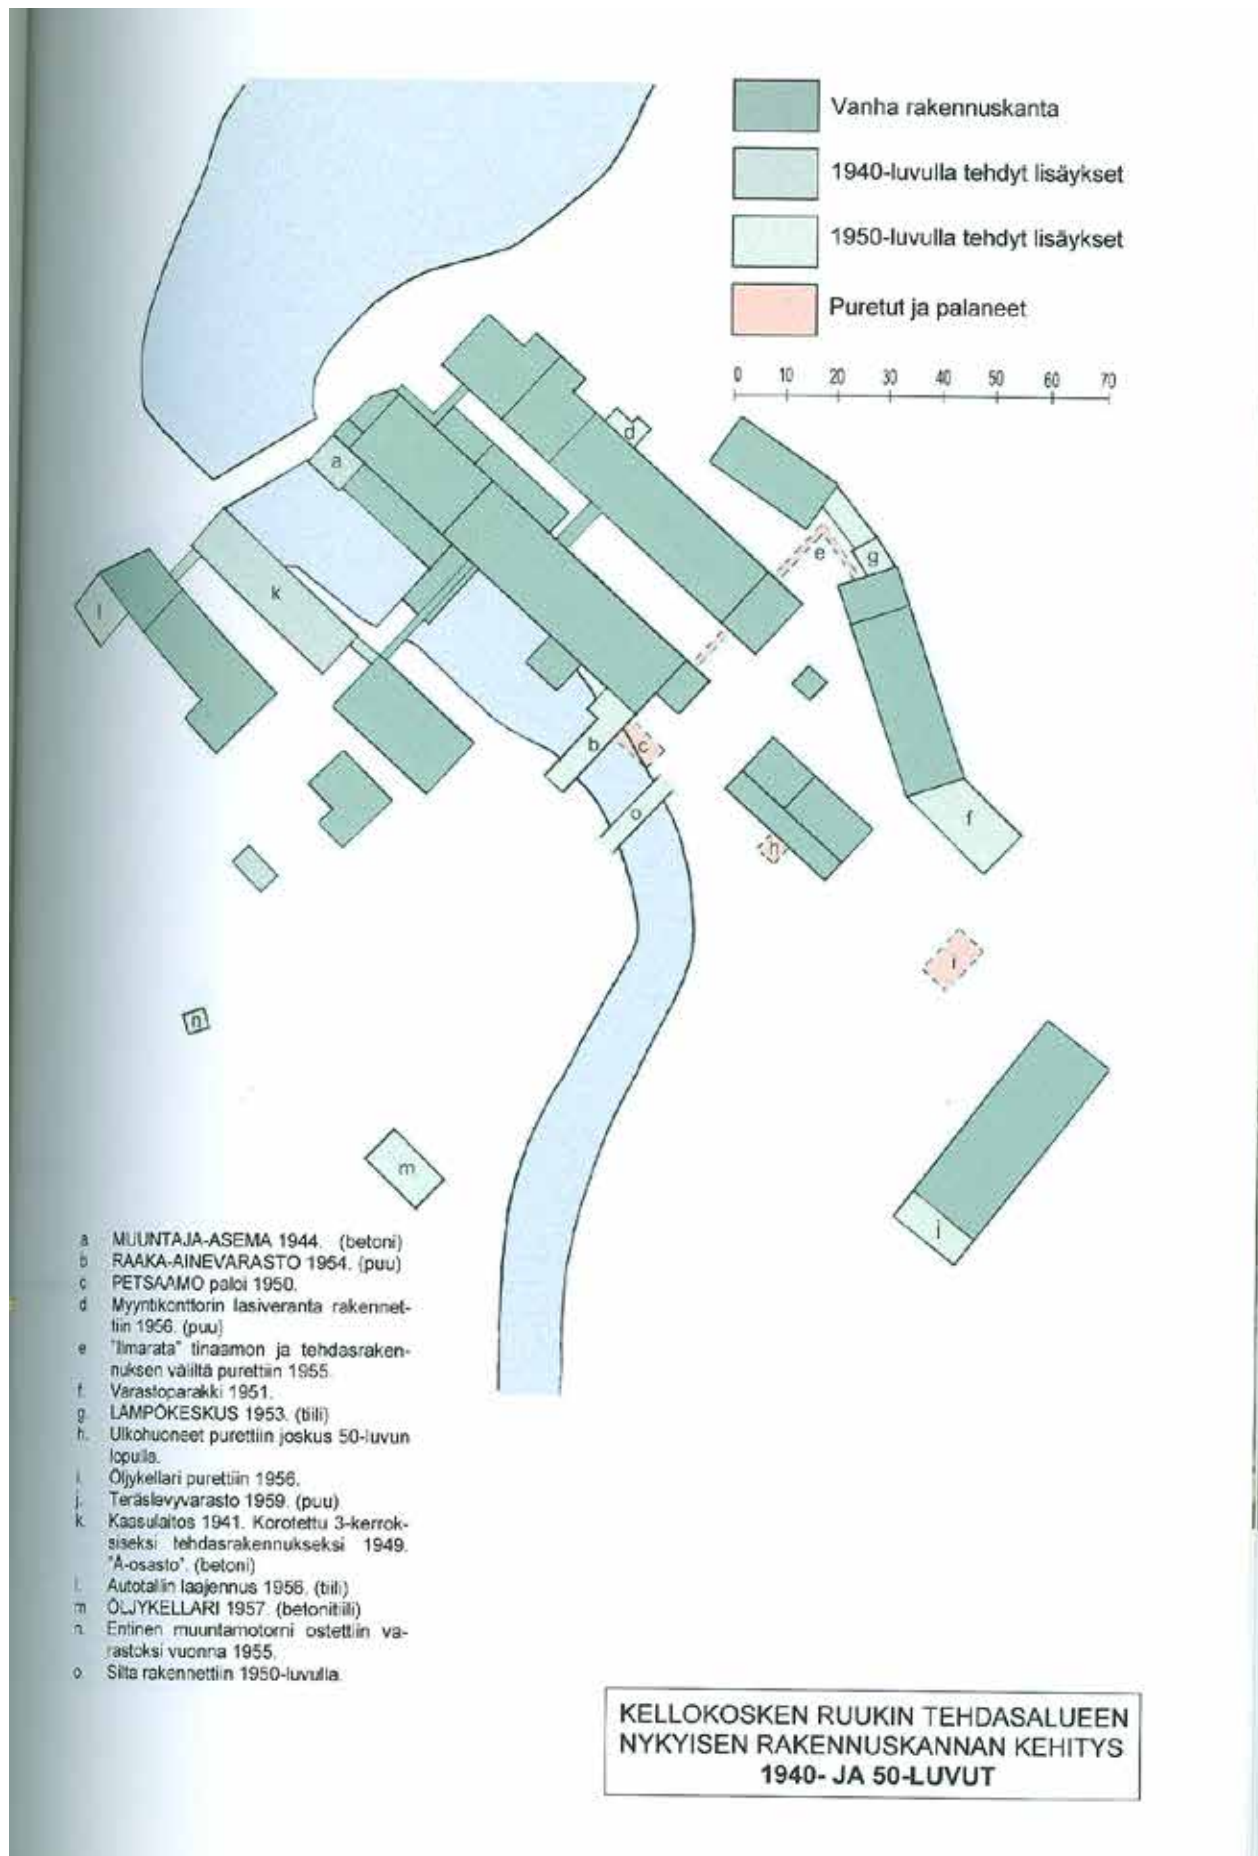 Vanha rakennuskanta
1940-luvulla tehdyt lisäykset
1950-luvulla tehdyt lisäykset
Puretut ja palaneet
0 10 20 30 40 50 60 70
d
a
e
g
k
l
b
c
o
f
h
i
n
m
j
a MUUNTAJA-ASEMA 1944. (betoni)
b RAAKA-AINEVARASTO 1954. (puu)
c PETSAAMO paloi 1950.
d Myyntikonttorin lasiveranta rakennet-
tiin 1956. (puu)
e "Ilmarata" tinaamon ja tehdasraken-
nuksen väliltä purettiin 1955.
f. Varastoparakki 1951.
g. LÄMPÖKESKUS 1953. (tiili)
h. Ulkohuoneet purettiin joskus 50-luvun
lopulla.
i. Öljykellari purettiin 1956.
j. Teräslevyvarasto 1959. (puu)
k Kaasulaitos 1941. Korotettu 3-kerrok-
siseksi tehdasrakennukseksi 1949.
"A-osasto". (betoni)
l. Autotallin laajennus 1956. (tiili)
m ÖLJYKELLARI 1957. (betonitiili)
n. Entinen muuntamotorni ostettiin va-
rastoksi vuonna 1955.
o. Silta rakennettiin 1950-luvulla.
KELLOKOSKEN RUUKIN TEHDASALUEEN
NYKYISEN RAKENNUSKANNAN KEHITYS
1940- JA 50-LUVUT